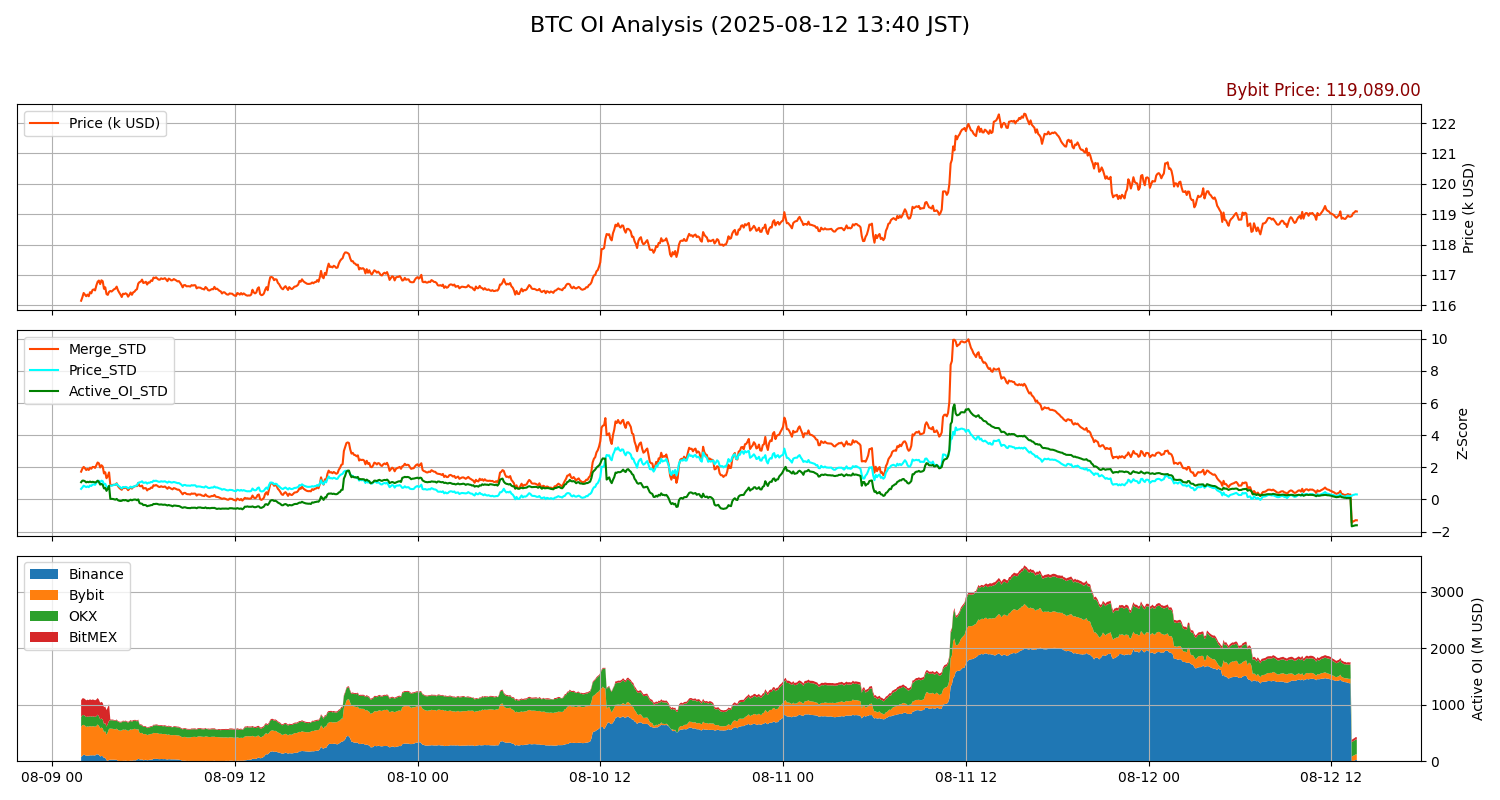 BTC OI Analysis (2025-08-12 13:40 JST)
Bybit Price: 119,089.00
Price (k USD)
122
121
120
119
118
117
116
Price (k USD)
Merge_STD
Price_STD
Active_OI_STD
10
8
6
4
2
0
−2
Z-Score
Binance
Bybit
OKX
BitMEX
3000
2000
1000
0
Active OI (M USD)
08-09 00
08-09 12
08-10 00
08-10 12
08-11 00
08-11 12
08-12 00
08-12 12